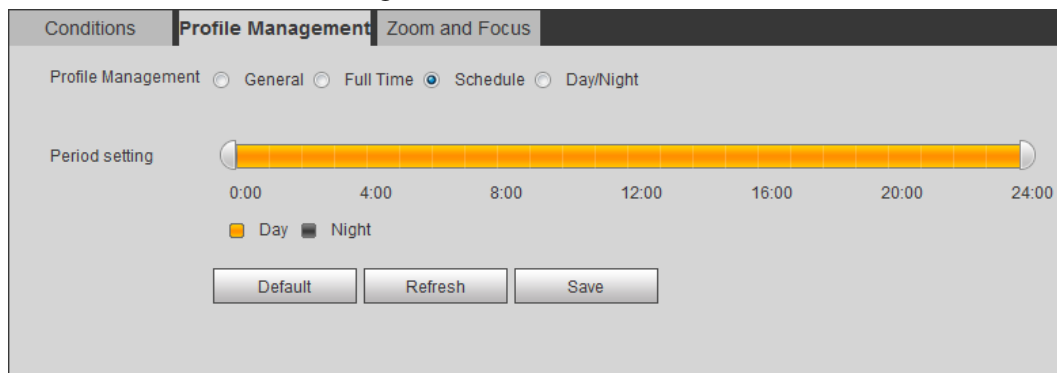 Conditions Profile Management Zoom and Focus
Profile Management General Full Time Schedule Day/Night
Period setting
0:00 4:00 8:00 12:00 16:00 20:00 24:00
Day Night
Default Refresh Save